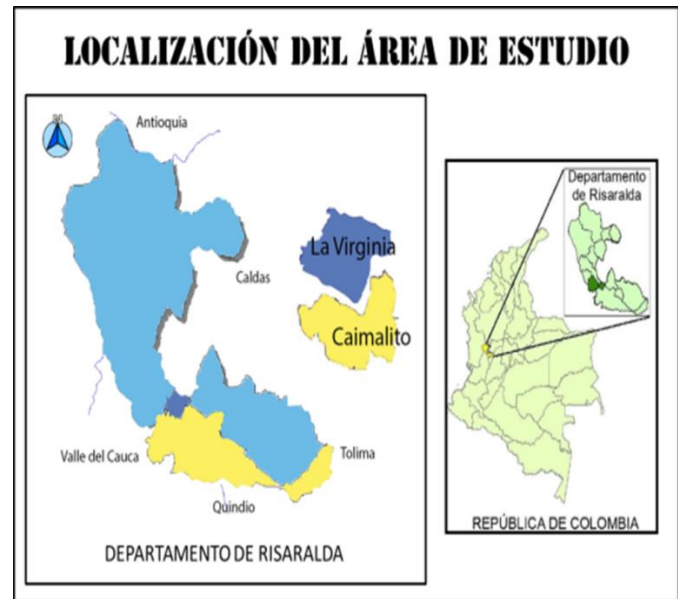 LOCALIZACIÓN DEL ÁREA DE ESTUDIO
Antioquia
Caldas
La Virginia
Caimalito
Valle del Cauca
Tolima
Quindio
DEPARTAMENTO DE RISARALDA
Departamento
de Risaralda
REPÚBLICA DE COLOMBIA